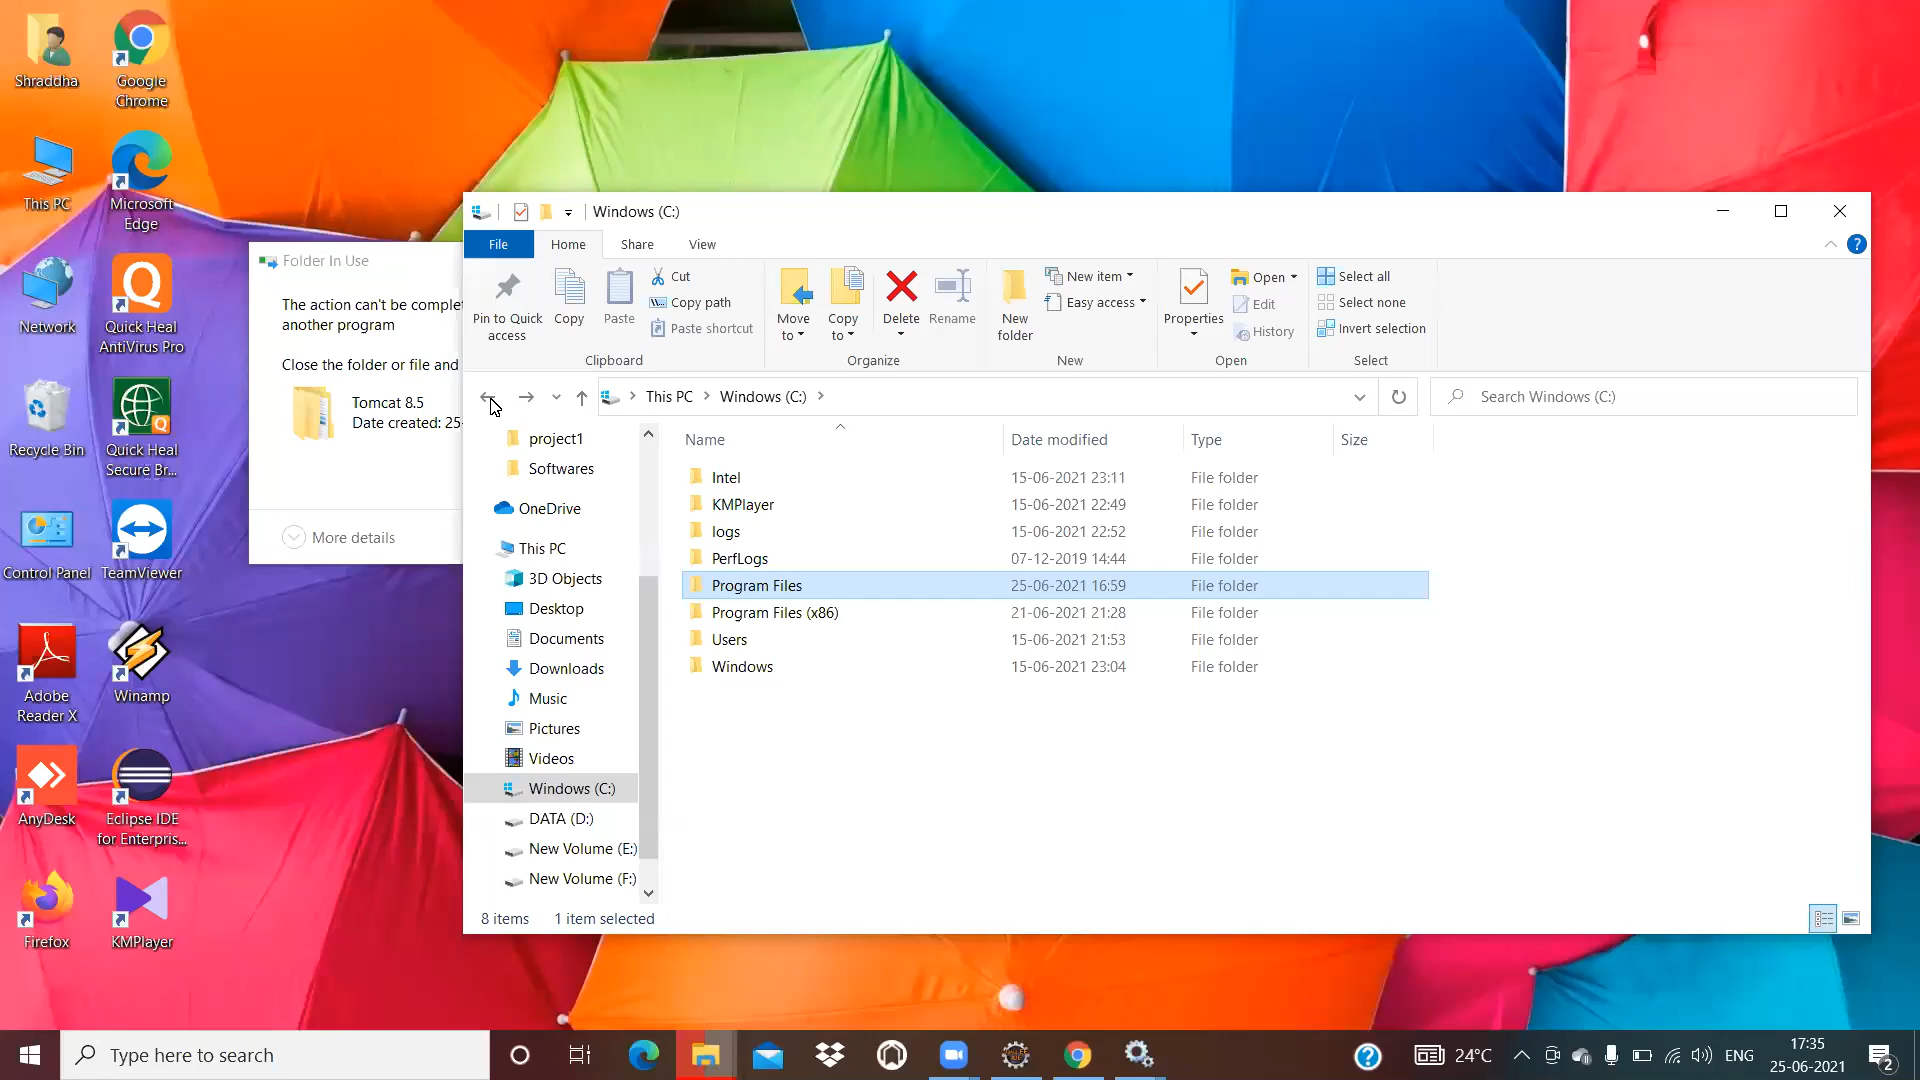 Shraddha
Google
Chrome
This PC
Microsoft
Edge
Network
Quick Heal
AntiVirus Pro
Recycle Bin
Quick Heal
Secure Br...
Control Panel
TeamViewer
Adobe
Reader X
Winamp
AnyDesk
Eclipse IDE
for Enterpris...
Firefox
KMPlayer
Folder In Use
The action can't be comple
another program
Close the folder or file and
Tomcat 8.5
Date created: 25-
More details
Windows (C:)
File
Home
Share
View
Pin to Quick
access
Copy
Paste
Cut
Copy path
Paste shortcut
Clipboard
Move
to
Copy
to
Delete
Rename
Organize
New
folder
New item
Easy access
New
Properties
Open
Edit
History
Open
Select all
Select none
Invert selection
Select
This PC
Windows (C:)
Search Windows (C:)
project1
Softwares
OneDrive
This PC
3D Objects
Desktop
Documents
Downloads
Music
Pictures
Videos
Windows (C:)
DATA (D:)
New Volume (E:)
New Volume (F:)
Name Date modified Type Size
Intel 15-06-2021 23:11 File folder
KMPlayer 15-06-2021 22:49 File folder
logs 15-06-2021 22:52 File folder
PerfLogs 07-12-2019 14:44 File folder
Program Files 25-06-2021 16:59 File folder
Program Files (x86) 21-06-2021 21:28 File folder
Users 15-06-2021 21:53 File folder
Windows 15-06-2021 23:04 File folder
8 items 1 item selected
Type here to search
24°C
ENG
17:35
25-06-2021
2